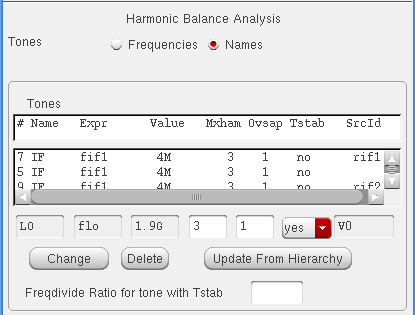 Harmonic Balance Analysis
Tones Frequencies Names
Tones
# Name Expr Value Mxham Ovsap Tstab SrcId
7 IF fif1 4M 3 1 no rif1
5 IF fif1 4M 3 1 no
9 IF fif1 4M 3 1 no rif2
LO flo 1.9G 3 1 yes V0
Change Delete Update From Hierarchy
Freqdivide Ratio for tone with Tstab